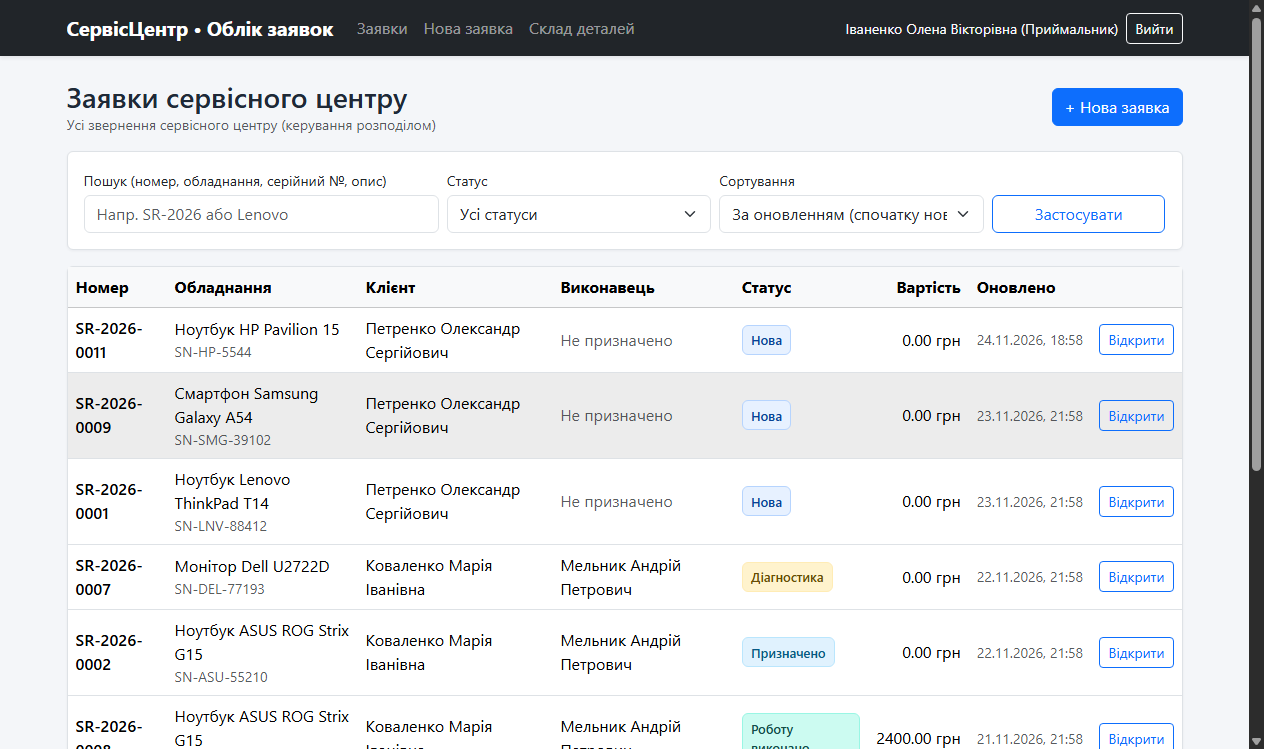 СервісЦентр • Облік заявок Заявки Нова заявка Склад деталей Іваненко Олена Вікторівна (Приймальник) Вийти
Заявки сервісного центру
Усі звернення сервісного центру (керування розподілом)
+ Нова заявка
Пошук (номер, обладнання, серійний №, опис) Статус Сортування
Напр. SR-2026 або Lenovo Усі статуси За оновленням (спочатку нов Застосувати
Номер Обладнання Клієнт Виконавець Статус Вартість Оновлено
SR-2026-0011 Ноутбук HP Pavilion 15 SN-HP-5544 Петренко Олександр Сергійович Не призначено Нова 0.00 грн 24.11.2026, 18:58 Відкрити
SR-2026-0009 Смартфон Samsung Galaxy A54 SN-SMG-39102 Петренко Олександр Сергійович Не призначено Нова 0.00 грн 23.11.2026, 21:58 Відкрити
SR-2026-0001 Ноутбук Lenovo ThinkPad T14 SN-LNV-88412 Петренко Олександр Сергійович Не призначено Нова 0.00 грн 23.11.2026, 21:58 Відкрити
SR-2026-0007 Монітор Dell U2722D SN-DEL-77193 Коваленко Марія Іванівна Мельник Андрій Петрович Діагностика 0.00 грн 22.11.2026, 21:58 Відкрити
SR-2026-0002 Ноутбук ASUS ROG Strix G15 SN-ASU-55210 Коваленко Марія Іванівна Мельник Андрій Петрович Призначено 0.00 грн 22.11.2026, 21:58 Відкрити
SR-2026-0008 Ноутбук ASUS ROG Strix G15 Коваленко Марія Іванівна Мельник Андрій Петрович Роботу виконано 2400.00 грн 21.11.2026, 21:58 Відкрити